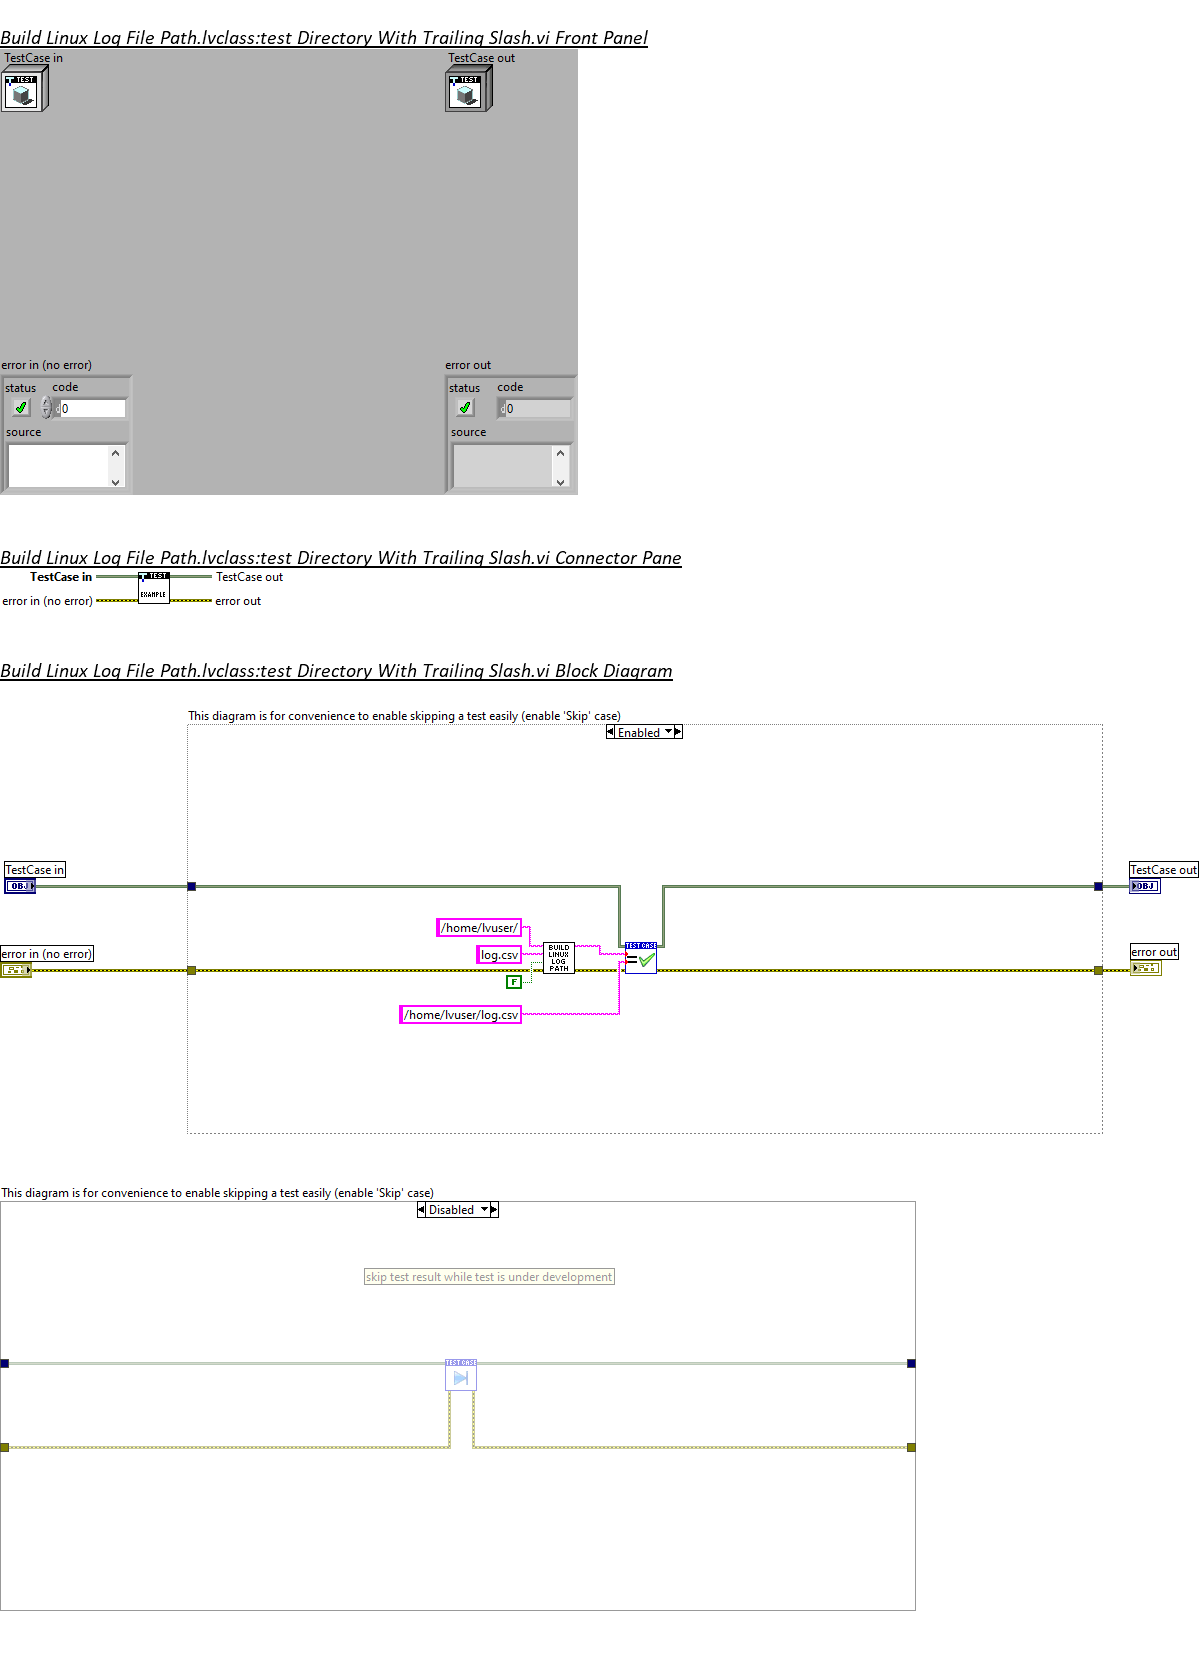 Build Linux Log File Path.lvclass:test Directory With Trailing Slash.vi Front Panel
TestCase in
TestCase out
TEST
TEST
error in (no error)
error out
status
code
status
code
d
0
d
0
source
source
Build Linux Log File Path.lvclass:test Directory With Trailing Slash.vi Connector Pane
TestCase in
TEST
TestCase out
error in (no error)
EXAMPLE
error out
Build Linux Log File Path.lvclass:test Directory With Trailing Slash.vi Block Diagram
This diagram is for convenience to enable skipping a test easily (enable 'Skip' case)
Enabled
TestCase in
TestCase out
OBJ
OBJ
/home/lvuser/
error in (no error)
log.csv
BUILD
LINUX
LOG
PATH
TEST CASE
error out
F
/home/lvuser/log.csv
This diagram is for convenience to enable skipping a test easily (enable 'Skip' case)
Disabled
skip test result while test is under development
TEST CASE